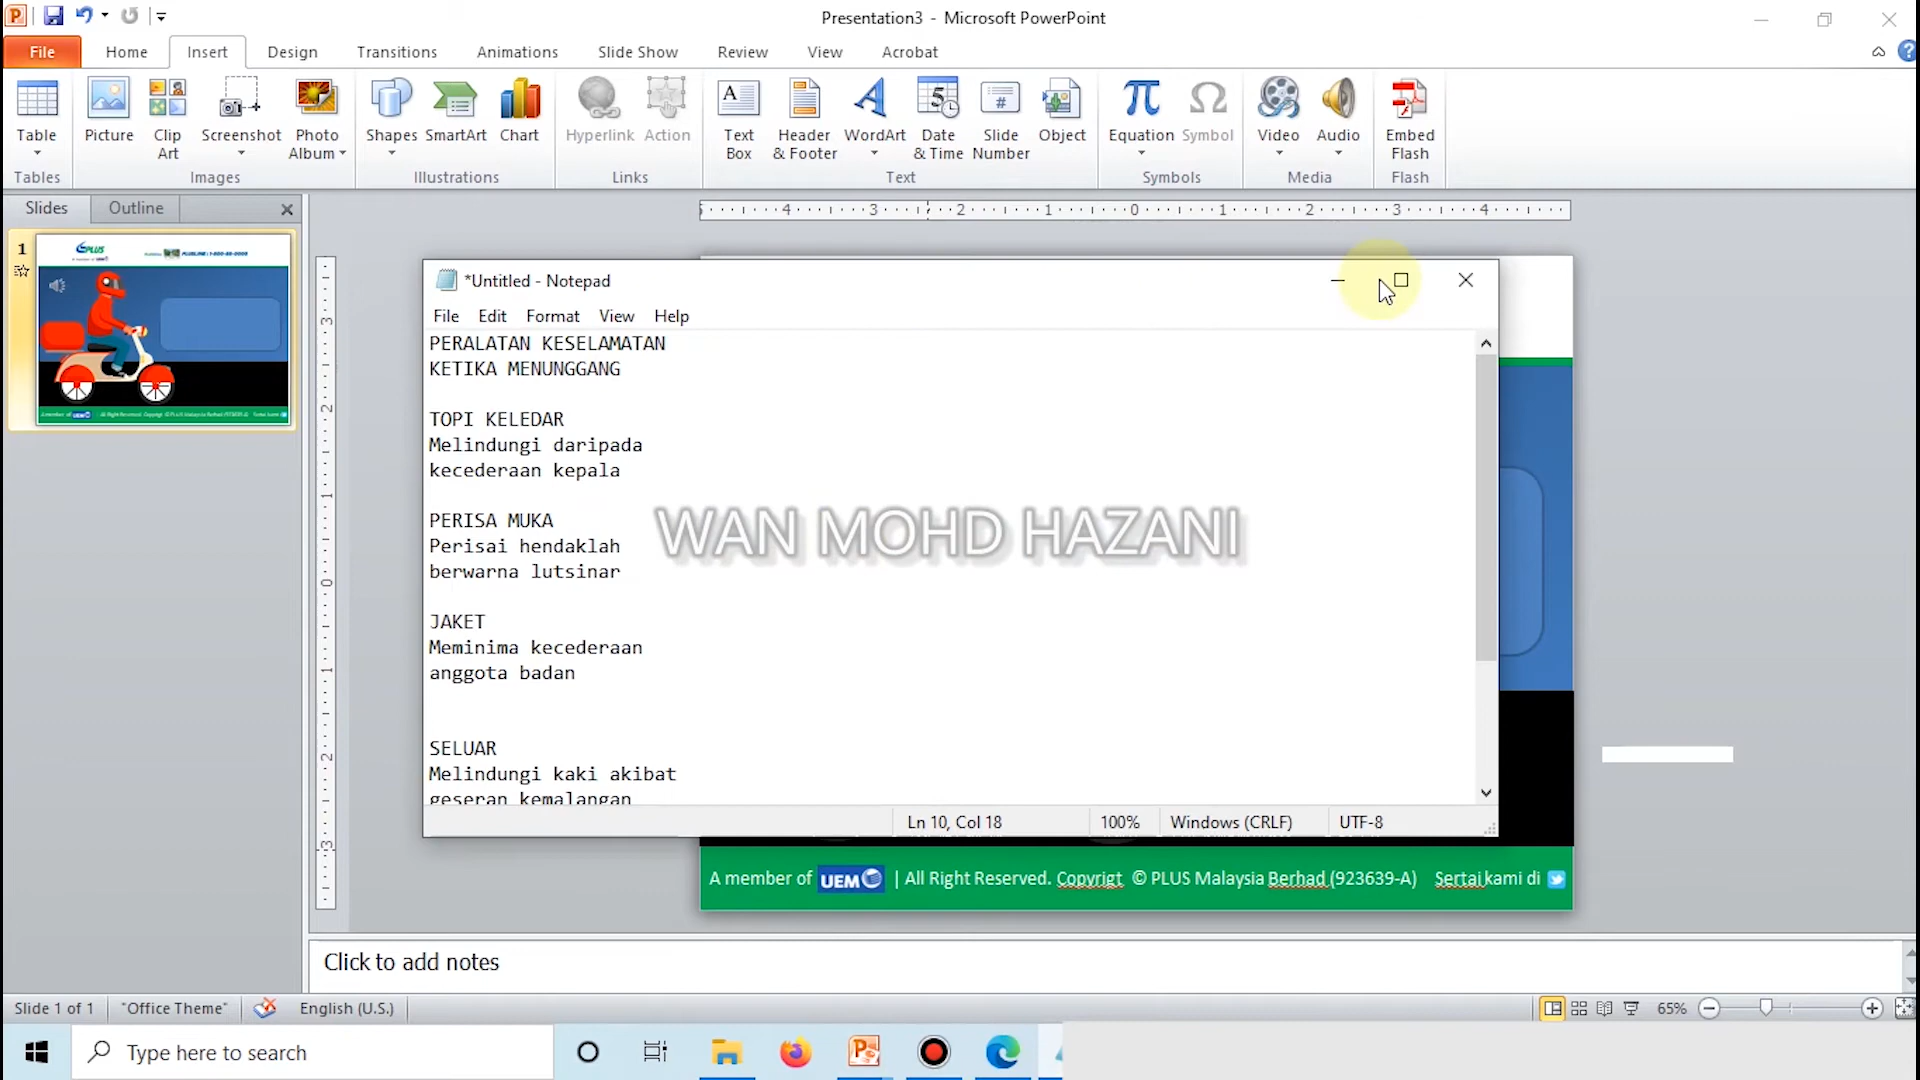 Presentation3 - Microsoft PowerPoint
File Home Insert Design Transitions Animations Slide Show Review View Acrobat
Table Picture Clip Art Screenshot Photo Album Shapes SmartArt Chart Hyperlink Action Text Box Header & Footer WordArt Date & Time Slide Number Object Equation Symbol Video Audio Embed Flash
Tables Images Illustrations Links Text Symbols Media Flash
Slides Outline
1
PLUS
*Untitled - Notepad
File Edit Format View Help
PERALATAN KESELAMATAN
KETIKA MENUNGGANG
TOPI KELEDAR
Melindungi daripada
kecederaan kepala
PERISA MUKA
Perisai hendaklah
berwarna lutsinar
JAKET
Meminima kecederaan
anggota badan
SELUAR
Melindungi kaki akibat
geseran kemalangan
WAN MOHD HAZANI
Ln 10, Col 18 100% Windows (CRLF) UTF-8
A member of UEM | All Right Reserved. Copyrigt © PLUS Malaysia Berhad (923639-A) Sertai kami di
Click to add notes
Slide 1 of 1 "Office Theme" English (U.S.) 65%
Type here to search